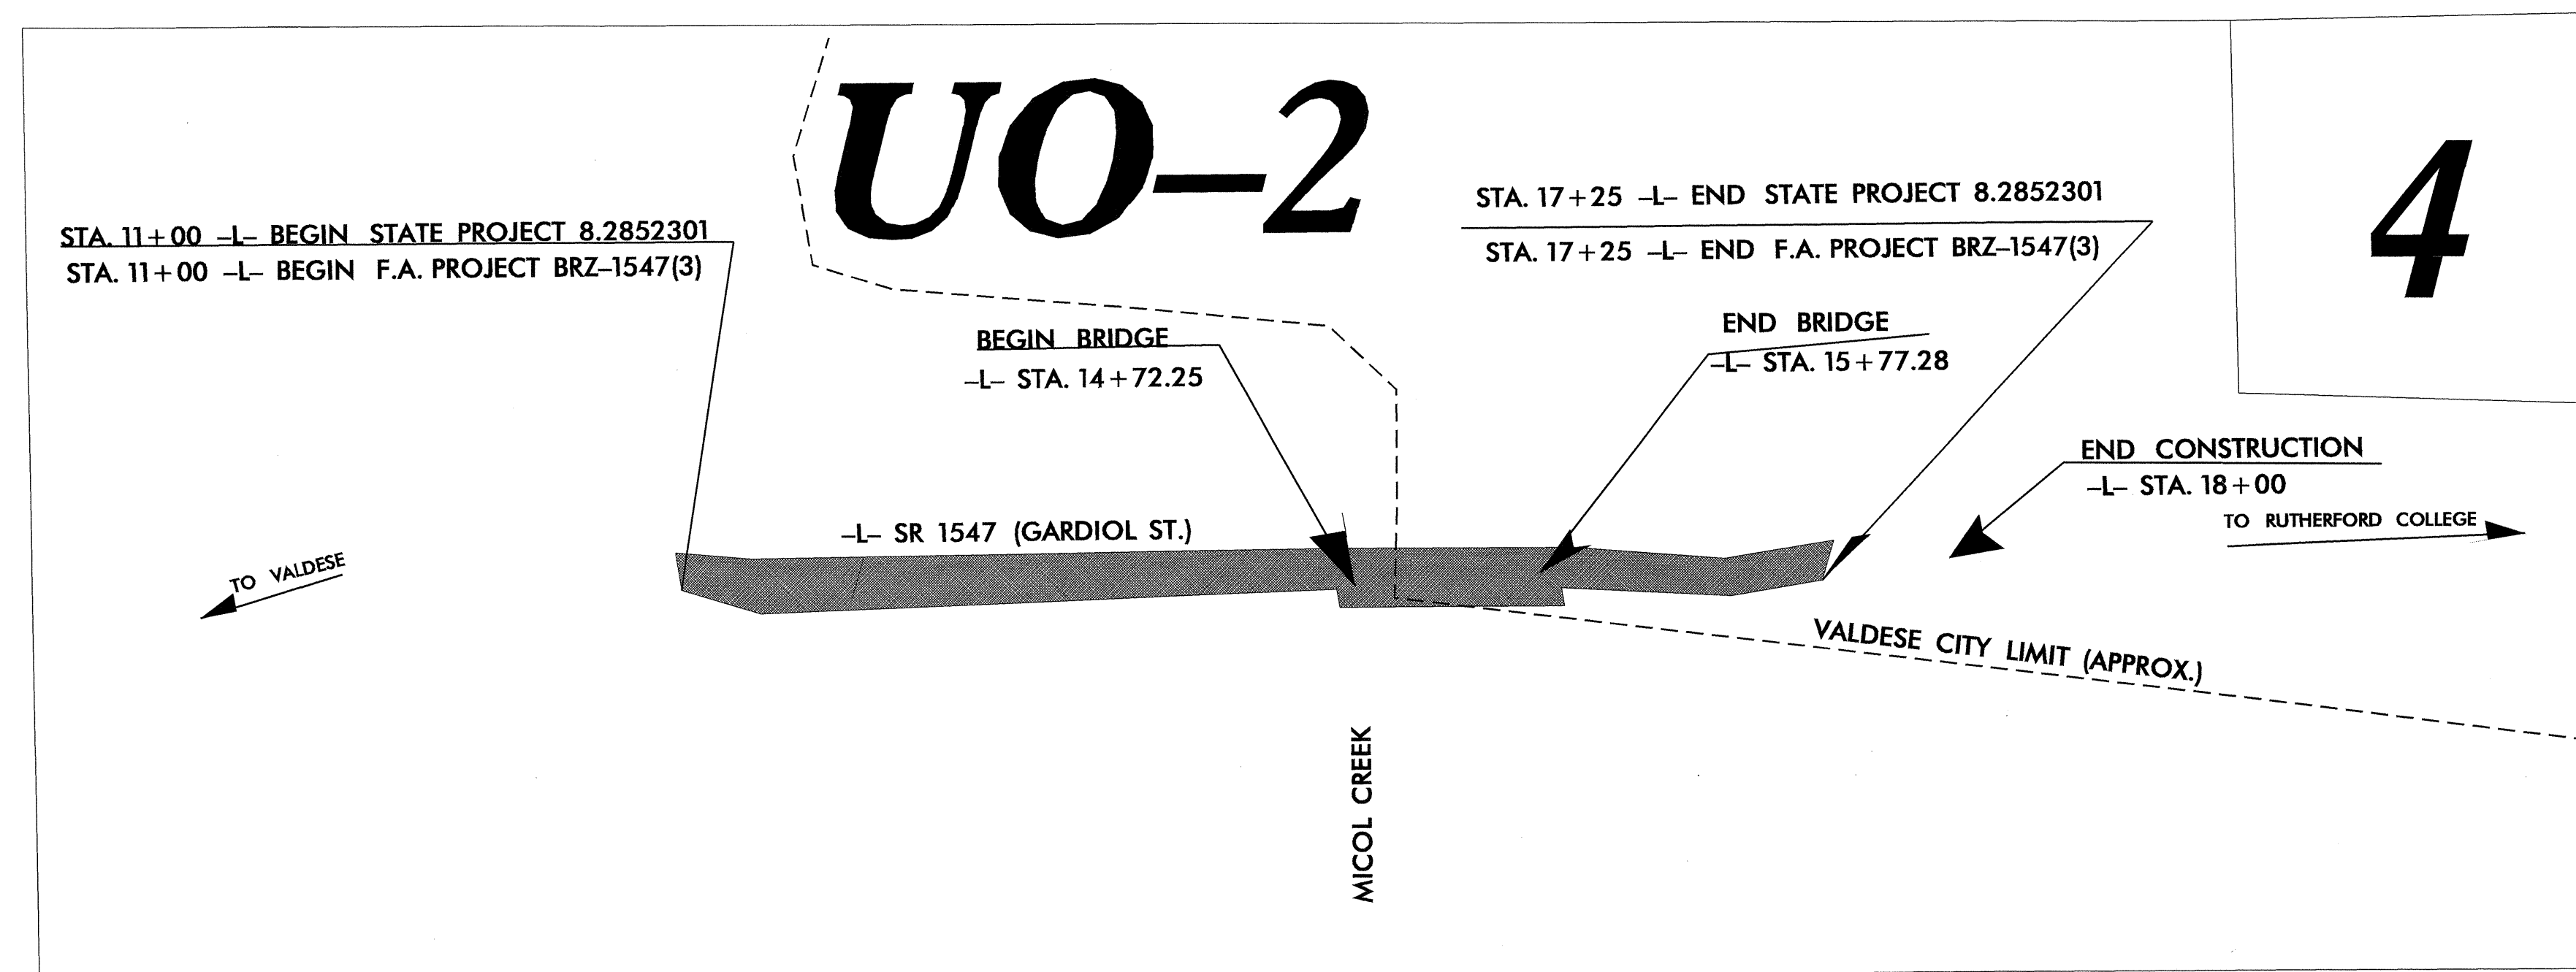 UO–2
4
STA. 11+00 –L– BEGIN STATE PROJECT 8.2852301
STA. 11+00 –L– BEGIN F.A. PROJECT BRZ–1547(3)
STA. 17+25 –L– END STATE PROJECT 8.2852301
STA. 17+25 –L– END F.A. PROJECT BRZ–1547(3)
BEGIN BRIDGE
–L– STA. 14+72.25
END BRIDGE
–L– STA. 15+77.28
END CONSTRUCTION
–L– STA. 18+00
TO RUTHERFORD COLLEGE
–L– SR 1547 (GARDIOL ST.)
TO VALDESE
VALDESE CITY LIMIT (APPROX.)
MICOL CREEK